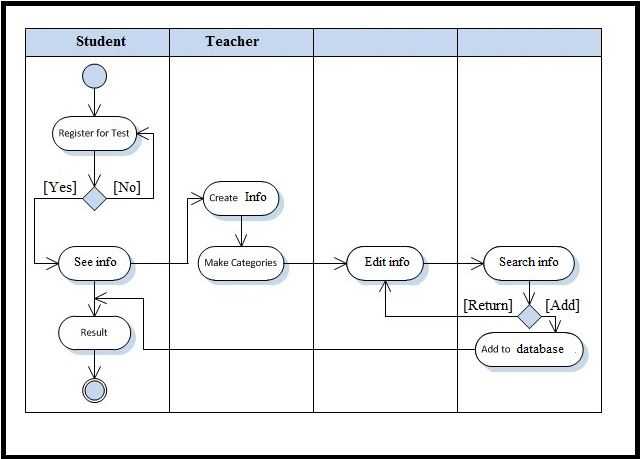 Student
Teacher
Register for Test
[Yes]
[No]
Create Info
See info
Make Categories
Edit info
Search info
[Return]
[Add]
Result
Add to database